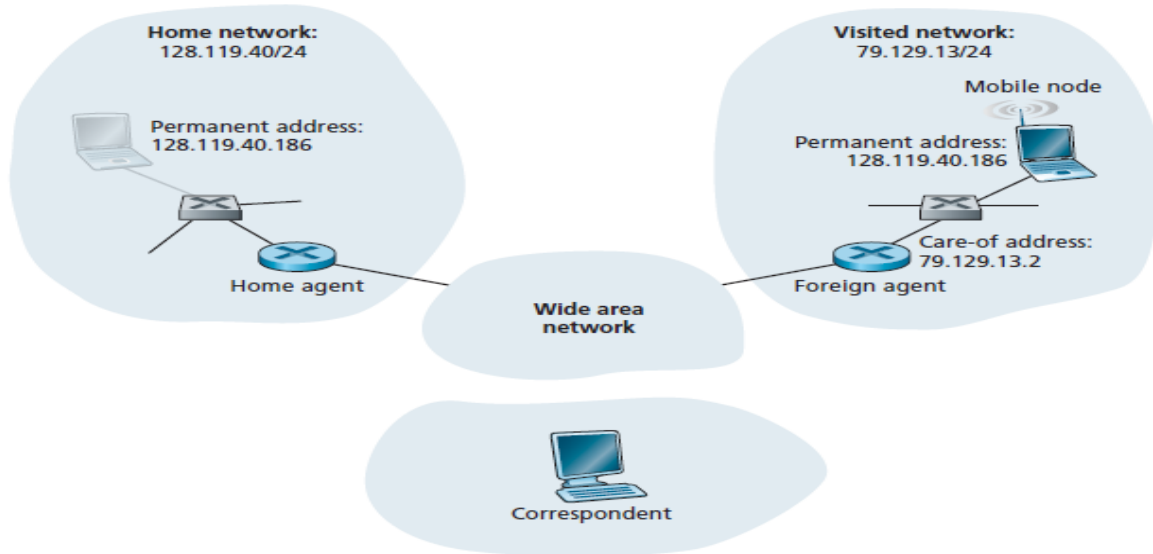 Home network:
128.119.40/24
Permanent address:
128.119.40.186
Home agent
Visited network:
79.129.13/24
Mobile node
Permanent address:
128.119.40.186
Care-of address:
79.129.13.2
Foreign agent
Wide area
network
Correspondent